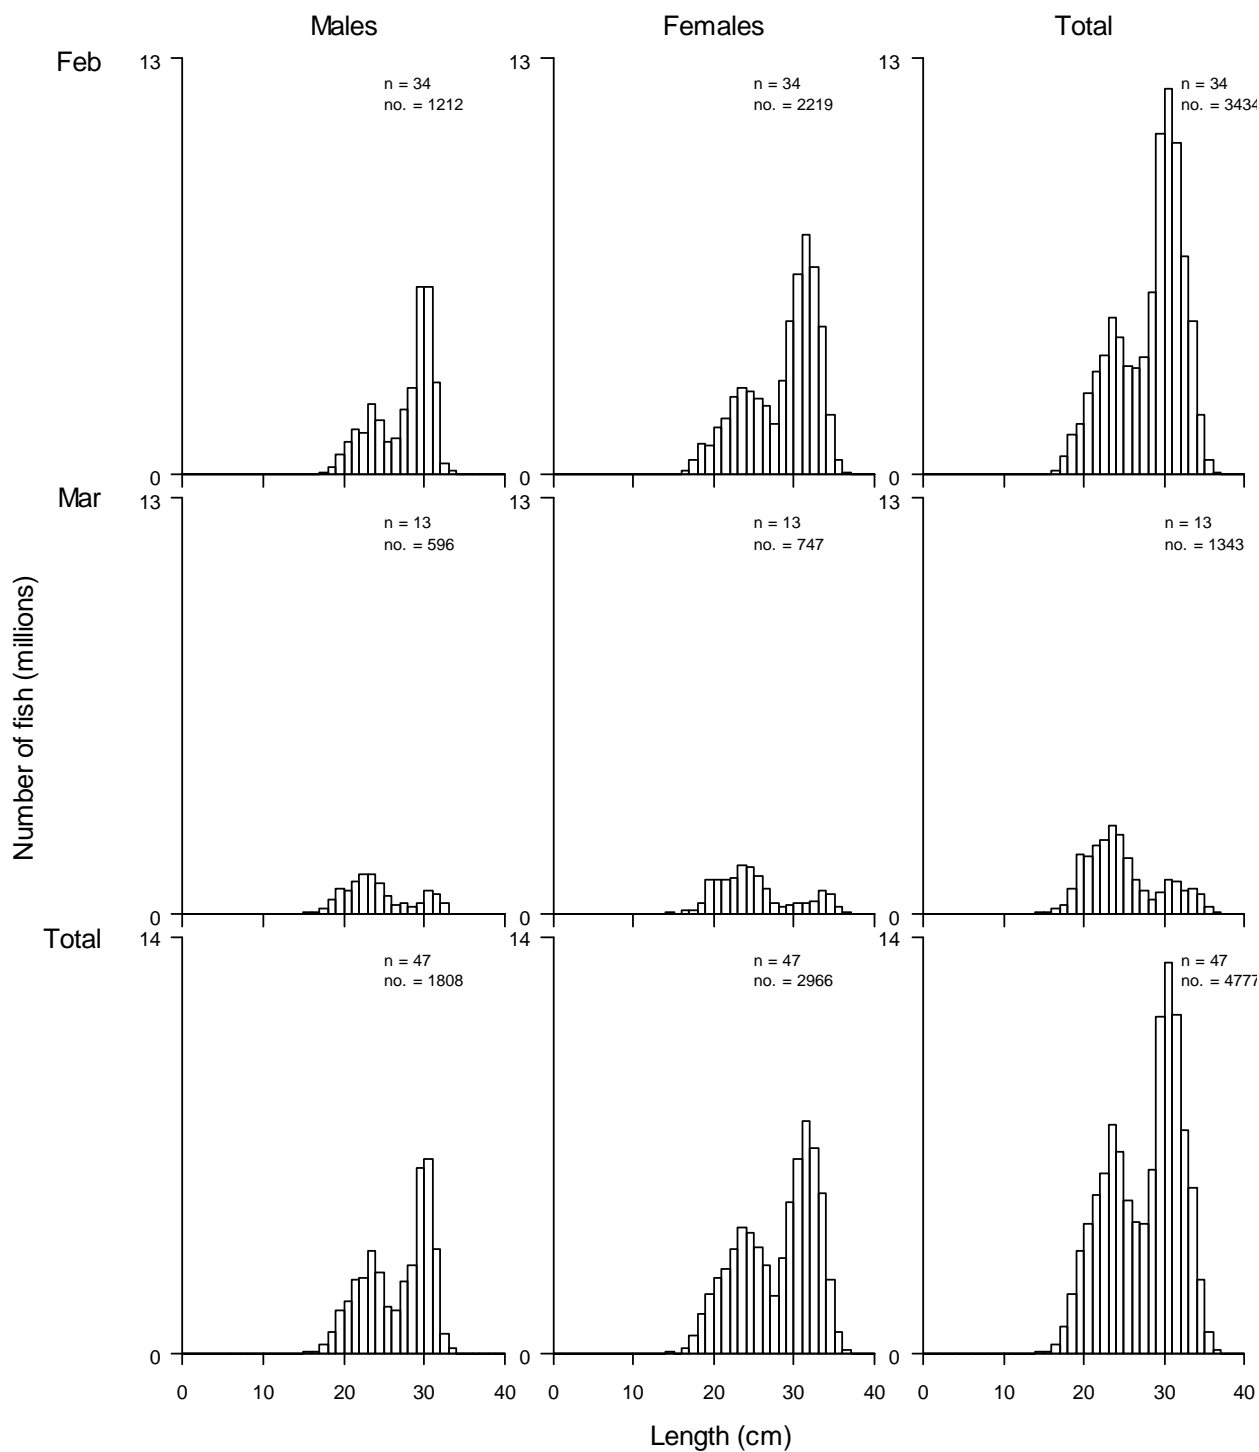 Males Females Total
Feb
13 13 13
n = 34 n = 34 n = 34
no. = 1212 no. = 2219 no. = 3434
0 0 0
Mar
13 13 13
n = 13 n = 13 n = 13
no. = 596 no. = 747 no. = 1343
Number of fish (millions)
0 0 0
Total
14 14 14
n = 47 n = 47 n = 47
no. = 1808 no. = 2966 no. = 4777
0 0 0
0 10 20 30 40 0 10 20 30 40 0 10 20 30 40
Length (cm)